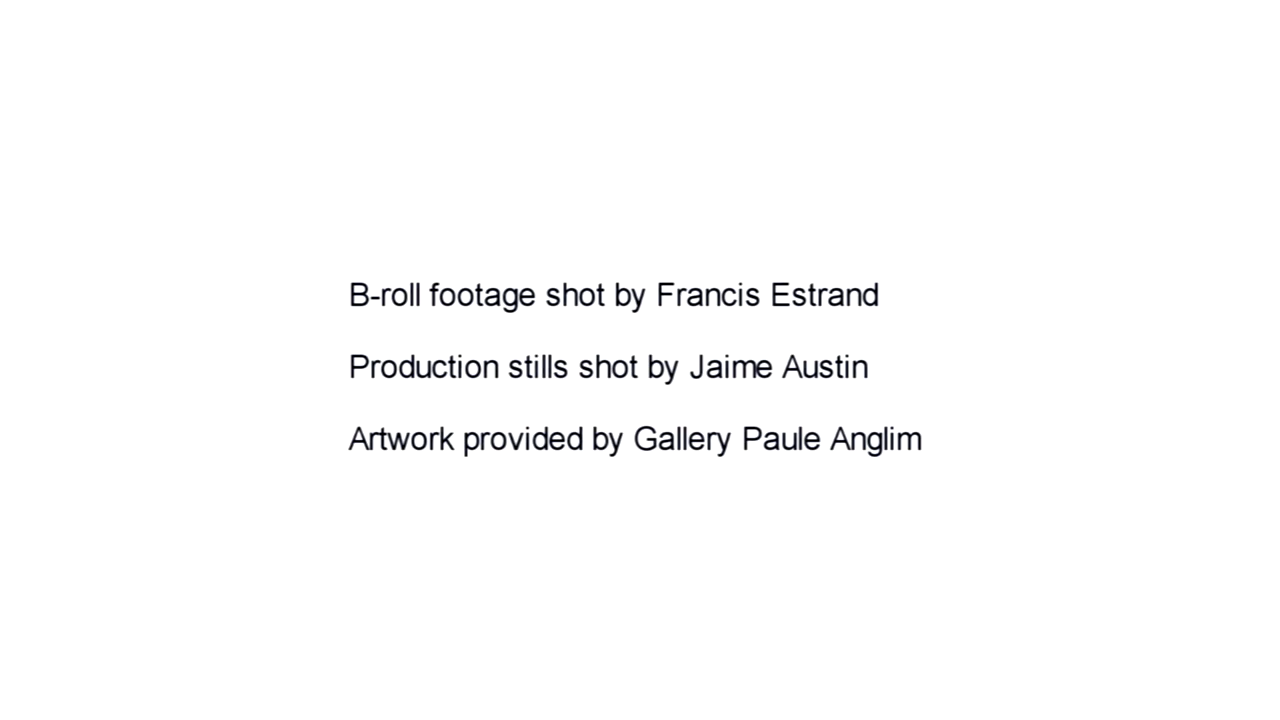 B-roll footage shot by Francis Estrand
Production stills shot by Jaime Austin
Artwork provided by Gallery Paule Anglim